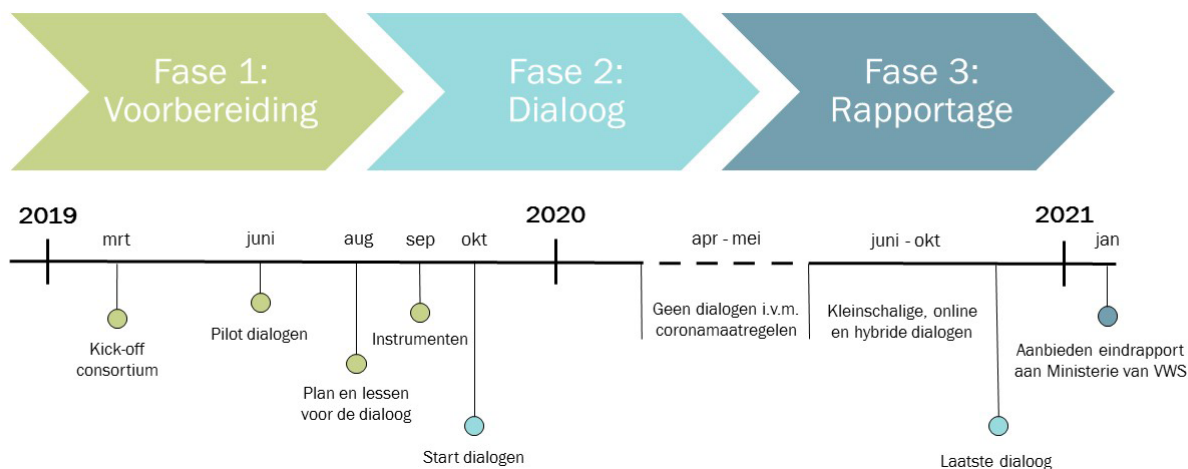 Fase 1:
Voorbereiding
Fase 2:
Dialoog
Fase 3:
Rapportage
2019
2020
2021
mrt
juni
aug
sep
okt
apr - mei
juni - okt
jan
Kick-off
consortium
Pilot dialogen
Plan en lessen
voor de dialoog
Instrumenten
Start dialogen
Geen dialogen i.v.m.
coronamaatregelen
Kleinschalige, online
en hybride dialogen
Laatste dialoog
Aanbieden eindrapport
aan Ministerie van VWS